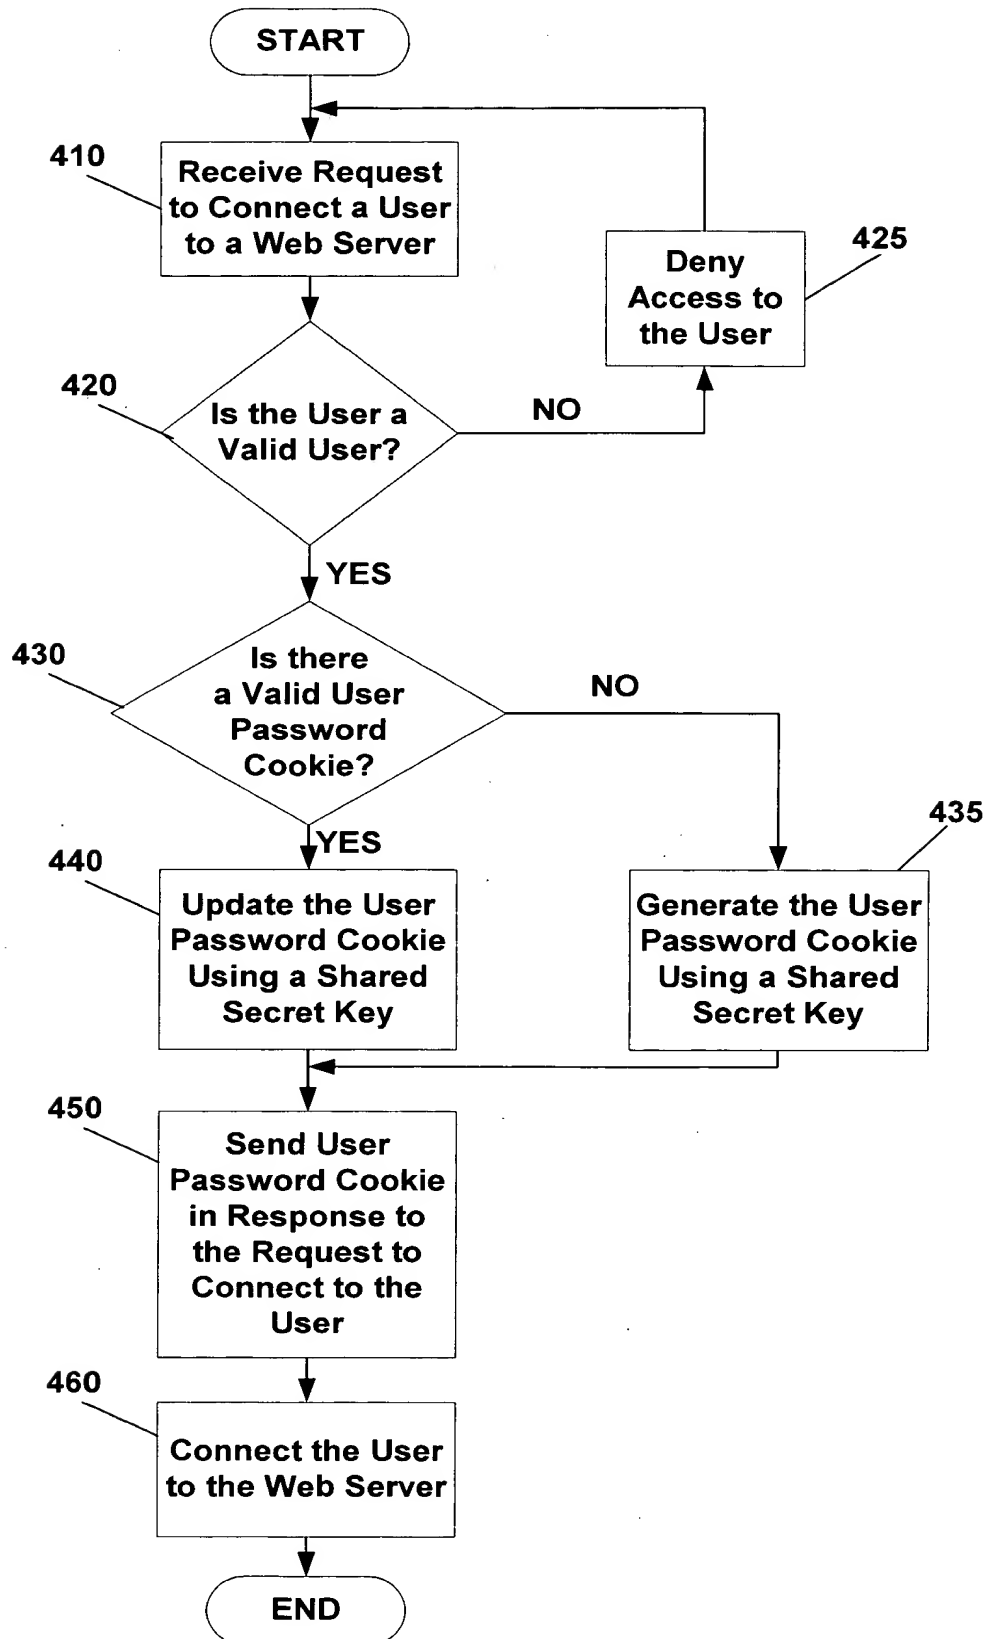 START
410
Receive Request
to Connect a User
to a Web Server
425
Deny
Access to
the User
420
Is the User a
Valid User?
NO
YES
430
Is there
a Valid User
Password
Cookie?
NO
YES
440
Update the User
Password Cookie
Using a Shared
Secret Key
435
Generate the User
Password Cookie
Using a Shared
Secret Key
450
Send User
Password Cookie
in Response to
the Request to
Connect to the
User
460
Connect the User
to the Web Server
END